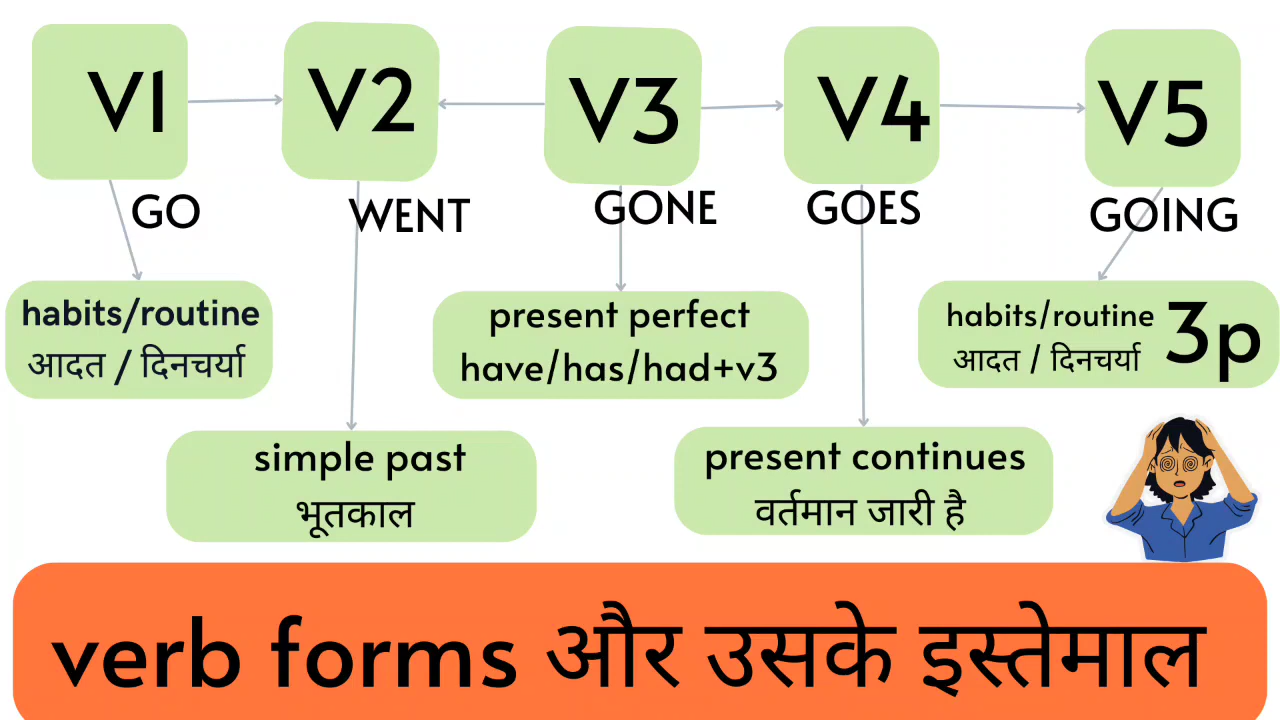 V1
V2
V3
V4
V5
GO
WENT
GONE
GOES
GOING
habits/routine
आदत / दिनचर्या
present perfect
have/has/had+v3
habits/routine
आदत / दिनचर्या
3p
simple past
भूतकाल
present continues
वर्तमान जारी है
verb forms और उसके इस्तेमाल